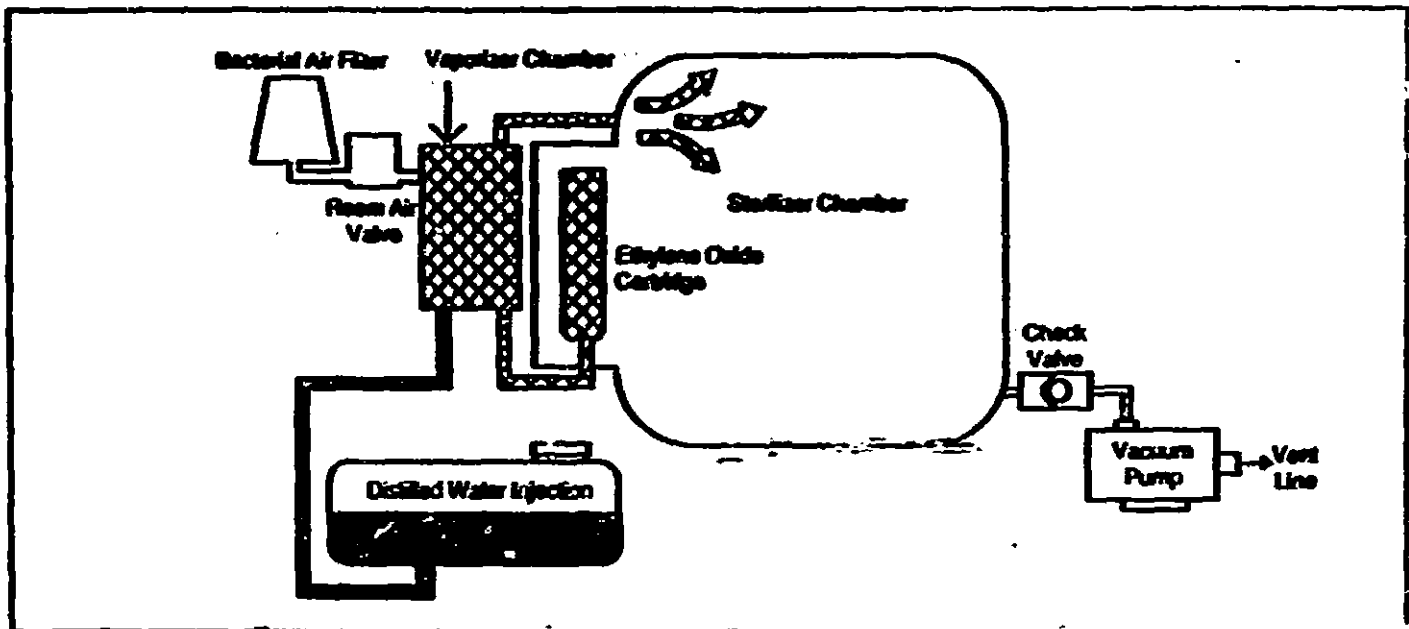 Bacterial Air Filter
Vaporizer Chamber
Room Air
Valve
Sterilizer Chamber
Ethylene Oxide
Cartridge
Check
Valve
Vacuum
Pump
Vent
Line
Distilled Water Injection